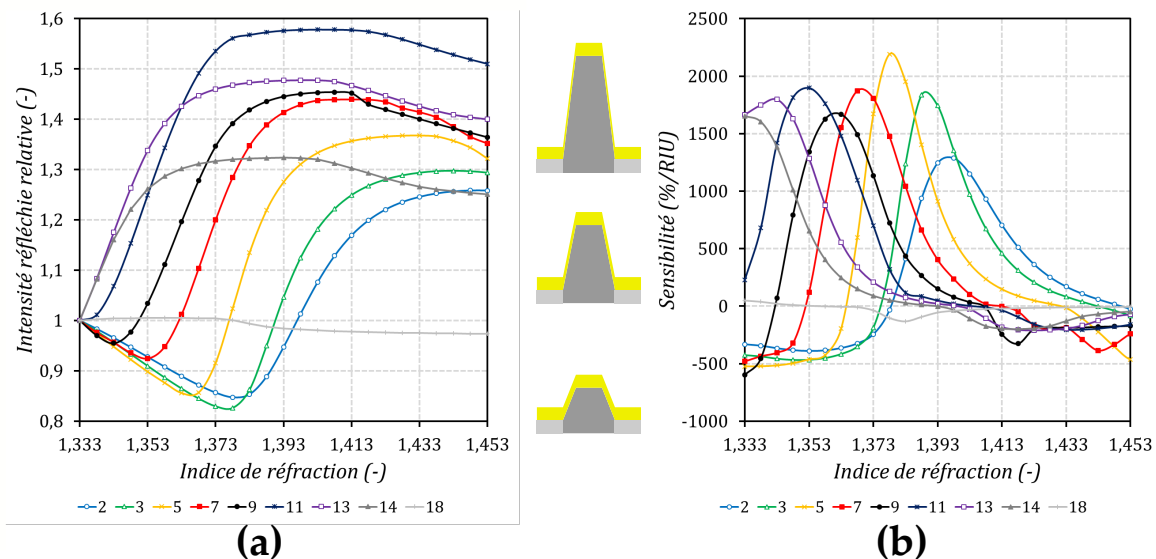 1,6
1,5
1,4
1,3
1,2
1,1
1
0,9
0,8
Intensité réfléchie relative (-)
1,333 1,353 1,373 1,393 1,413 1,433 1,453
Indice de réfraction (-)
2 3 5 7 9 11 13 14 18
(a)
2500
2000
1500
1000
500
0
-500
-1000
Sensibilité (%/RIU)
1,333 1,353 1,373 1,393 1,413 1,433 1,453
Indice de réfraction (-)
2 3 5 7 9 11 13 14 18
(b)